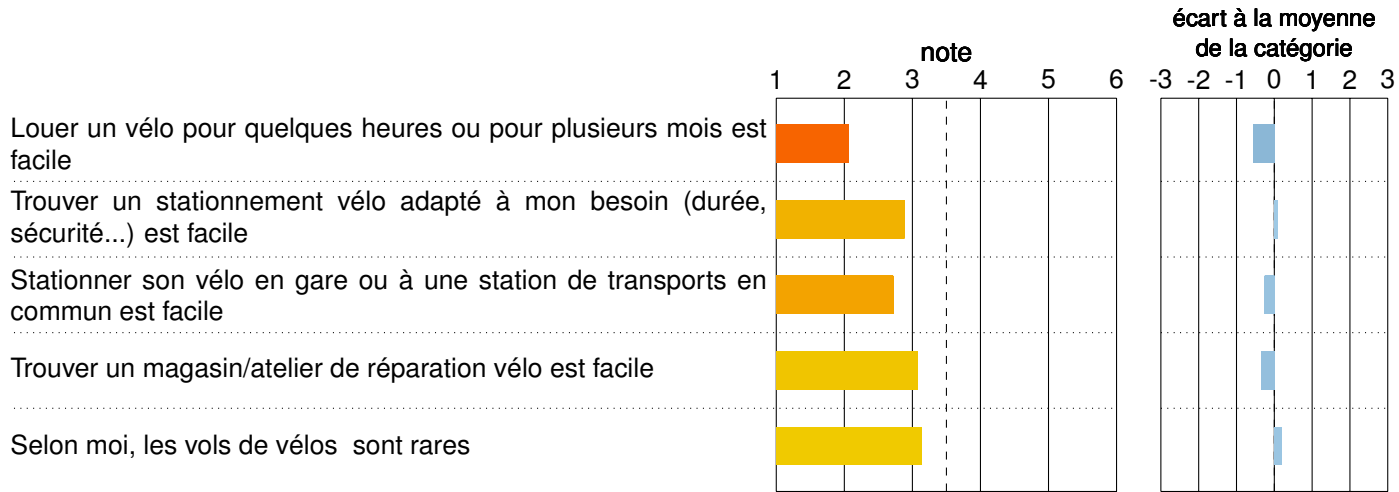 écart à la moyenne
note de la catégorie
1 2 3 4 5 6 -3 -2 -1 0 1 2 3
Louer un vélo pour quelques heures ou pour plusieurs mois est
facile
Trouver un stationnement vélo adapté à mon besoin (durée,
sécurité...) est facile
Stationner son vélo en gare ou à une station de transports en
commun est facile
Trouver un magasin/atelier de réparation vélo est facile
Selon moi, les vols de vélos sont rares